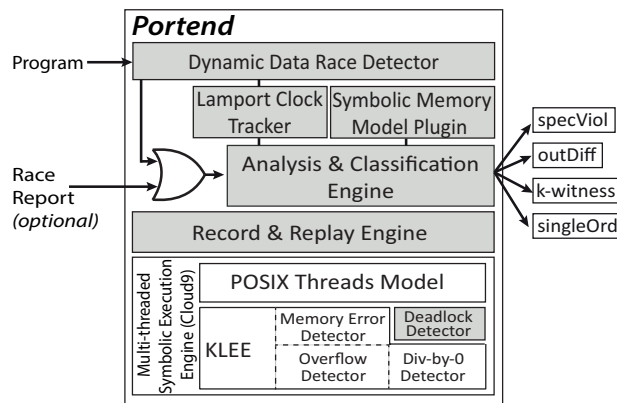 Portend
Program
Dynamic Data Race Detector
Lamport Clock
Tracker
Symbolic Memory
Model Plugin
specViol
outDiff
k-witness
singleOrd
Race
Report
(optional)
Analysis & Classification
Engine
Record & Replay Engine
Multi-threaded
Symbolic Execution
Engine (Cloud9)
POSIX Threads Model
KLEE
Memory Error
Detector
Deadlock
Detector
Overflow
Detector
Div-by-0
Detector